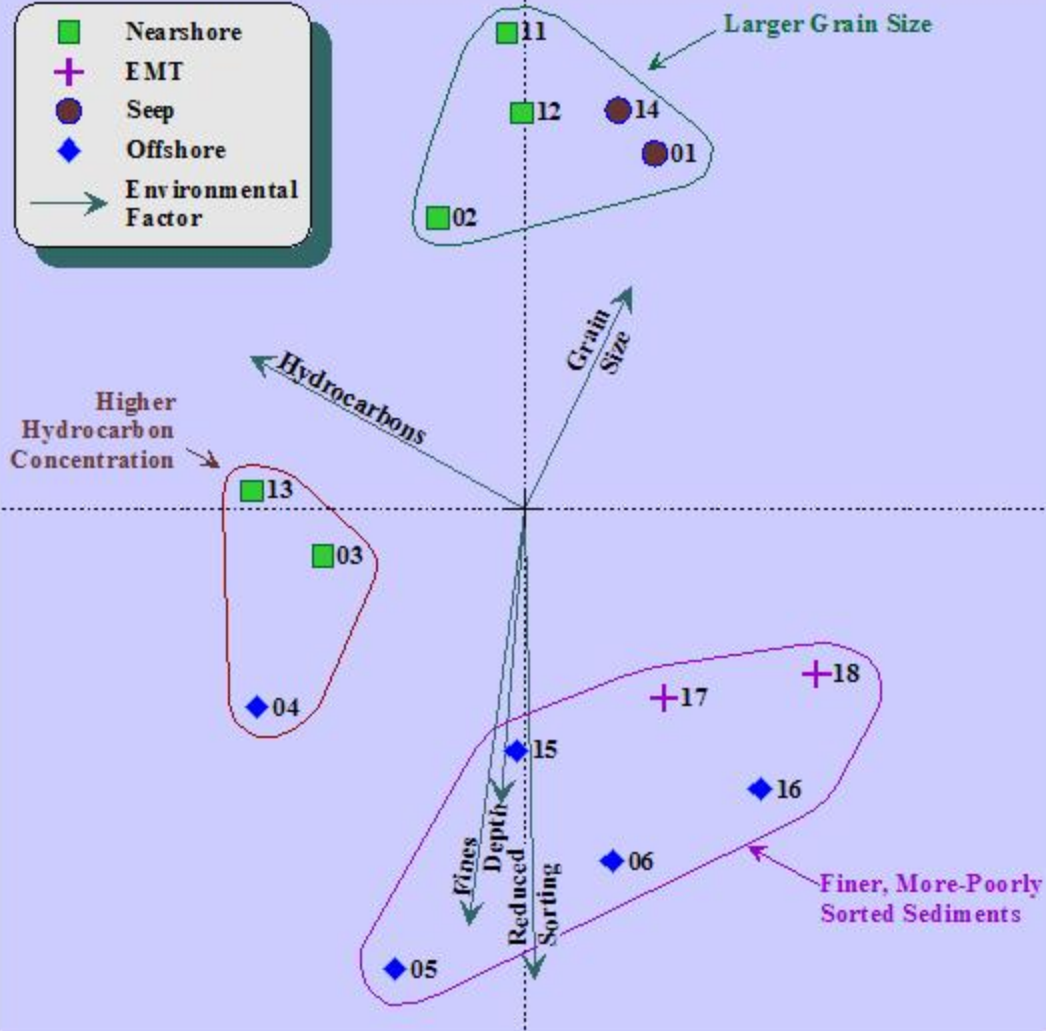 Nearshore
EMT
Seep
Offshore
Environmental
Factor
Larger Grain Size
11
12
14
01
02
Grain
Size
Hydrocarbons
Higher
Hydrocarbon
Concentration
13
03
04
17
18
15
16
06
05
Fines
Depth
Reduced
Sorting
Finer, More-Poorly
Sorted Sediments